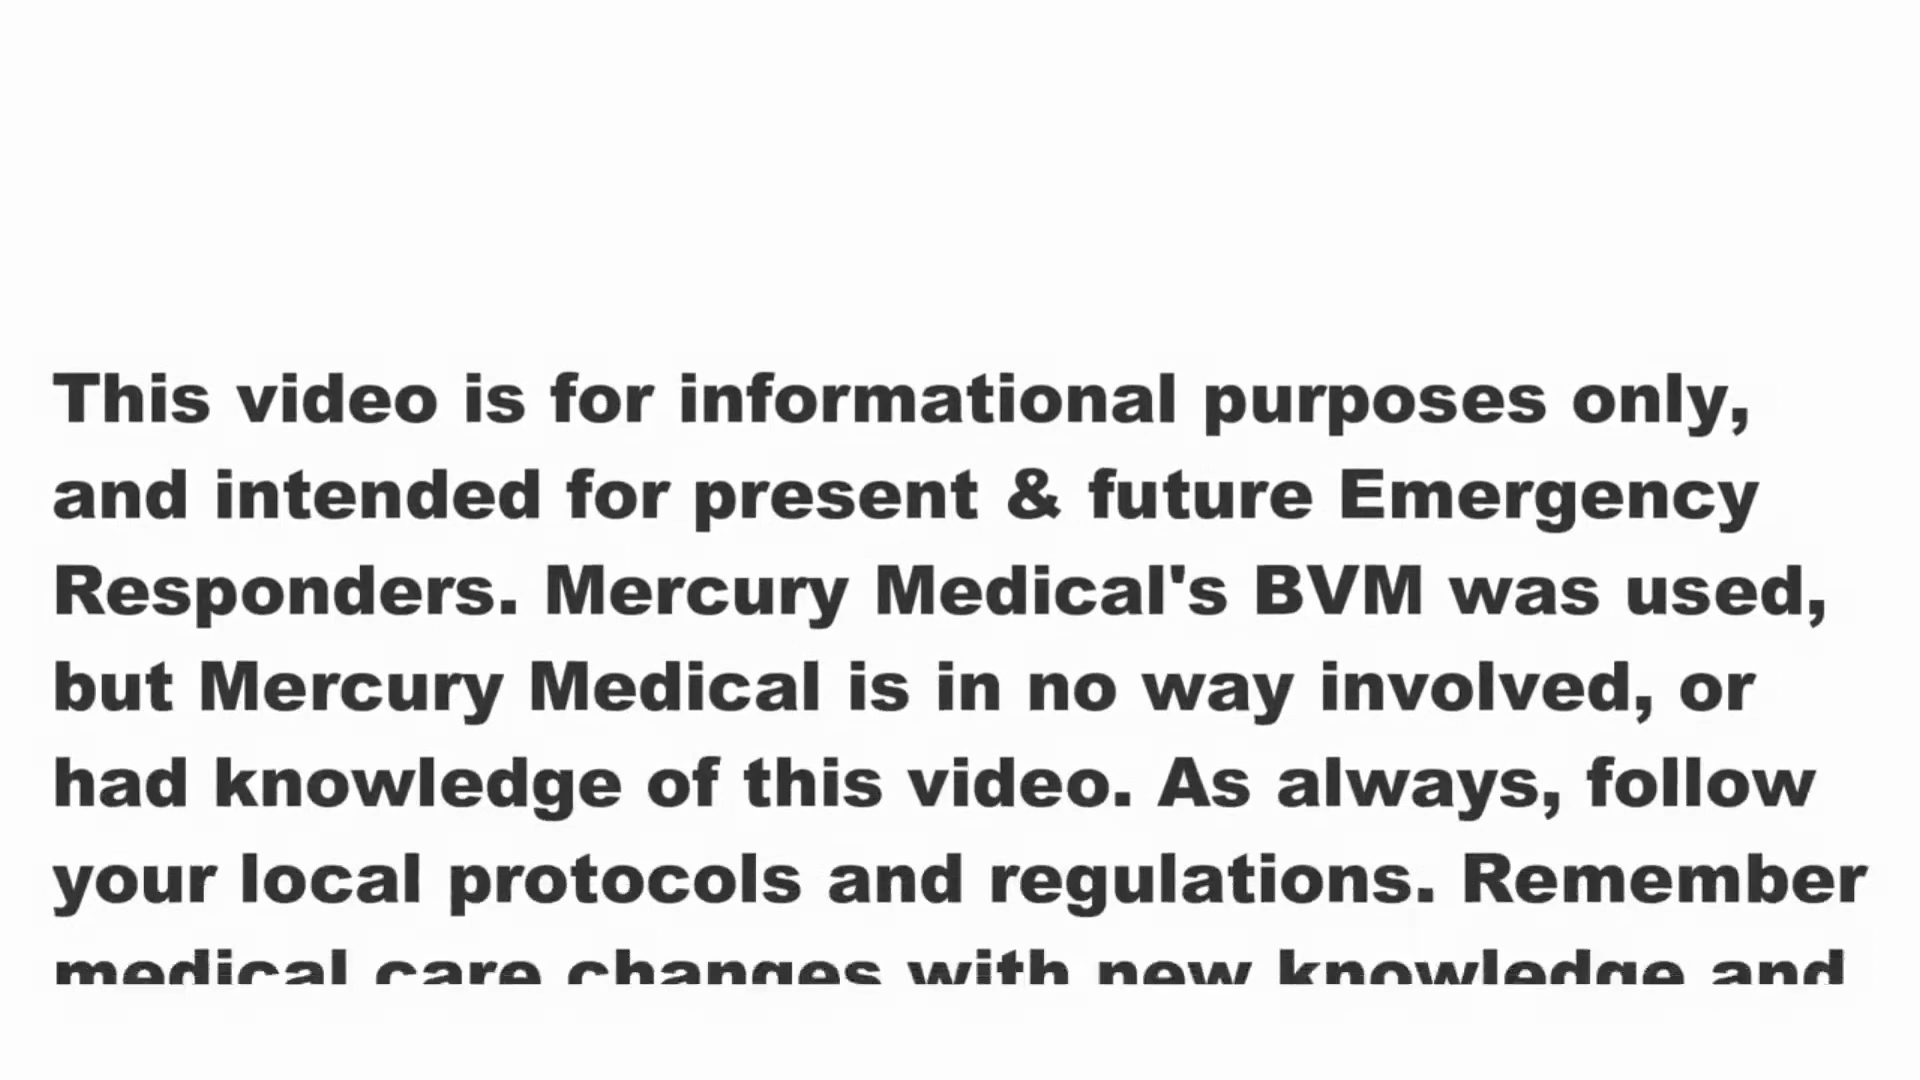 This video is for informational purposes only,
and intended for present & future Emergency
Responders. Mercury Medical's BVM was used,
but Mercury Medical is in no way involved, or
had knowledge of this video. As always, follow
your local protocols and regulations. Remember
medical care changes with new knowledge and